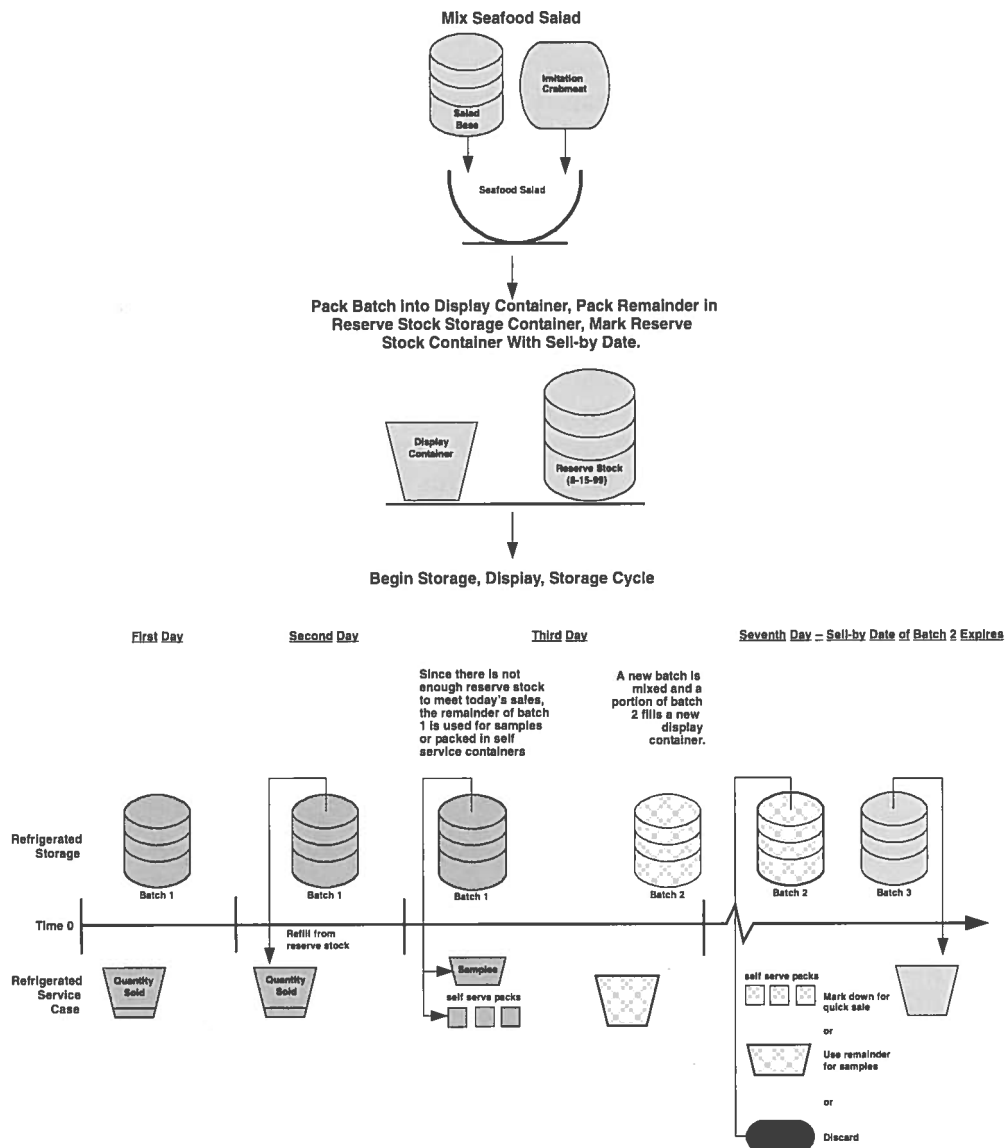 Mix Seafood Salad
Salad
Base
Imitation
Crabmeat
Seafood Salad
Pack Batch into Display Container, Pack Remainder in
Reserve Stock Storage Container, Mark Reserve
Stock Container With Sell-by Date.
Display
Container
Reserve Stock
(8-15-99)
Begin Storage, Display, Storage Cycle
First Day
Second Day
Third Day
Seventh Day – Sell-by Date of Batch 2 Expires
Since there is not
enough reserve stock
to meet today's sales,
the remainder of batch
1 is used for samples
or packed in self
service containers
A new batch is
mixed and a
portion of batch
2 fills a new
display
container.
Refrigerated
Storage
Batch 1
Batch 1
Batch 1
Batch 2
Batch 2
Batch 3
Time 0
Refill from
reserve stock
Refrigerated
Service
Case
Quantity
Sold
Quantity
Sold
Samples
self serve packs
self serve packs
Mark down for
quick sale
or
Use remainder
for samples
or
Discard